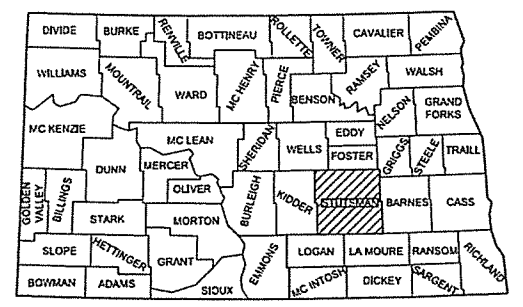 DIVIDE
BURKE
RENVILLE
BOTTINEAU
ROLLETTE
TOWNER
CAVALIER
PEMBINA
WILLIAMS
MOUNTRAIL
WARD
MC HENRY
PIERCE
BENSON
RAMSEY
WALSH
NELSON
GRAND
FORKS
MC KENZIE
MC LEAN
SHERIDAN
WELLS
EDDY
FOSTER
GRIGGS
STEELE
TRAILL
DUNN
MERCER
OLIVER
GOLDEN
VALLEY
BILLINGS
STARK
MORTON
BURLEIGH
KIDDER
STUTSMAN
BARNES
CASS
SLOPE
HETTINGER
GRANT
EMMONS
LOGAN
LA MOURE
RANSOM
RICHLAND
BOWMAN
ADAMS
SIOUX
MC INTOSH
DICKEY
SARGENT